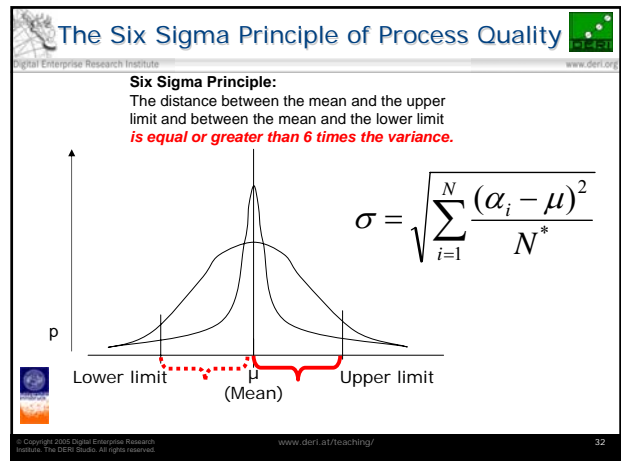 The Six Sigma Principle of Process Quality
DERI
Digital Enterprise Research Institute
www.deri.org
Six Sigma Principle:
The distance between the mean and the upper
limit and between the mean and the lower limit
is equal or greater than 6 times the variance.
σ = √ N ∑ i=1 (α_i − μ)² / N*
p
Lower limit
μ
Upper limit
(Mean)
© Copyright 2005 Digital Enterprise Research
Institute. The DERI Studio. All rights reserved.
www.deri.at/teaching/
32